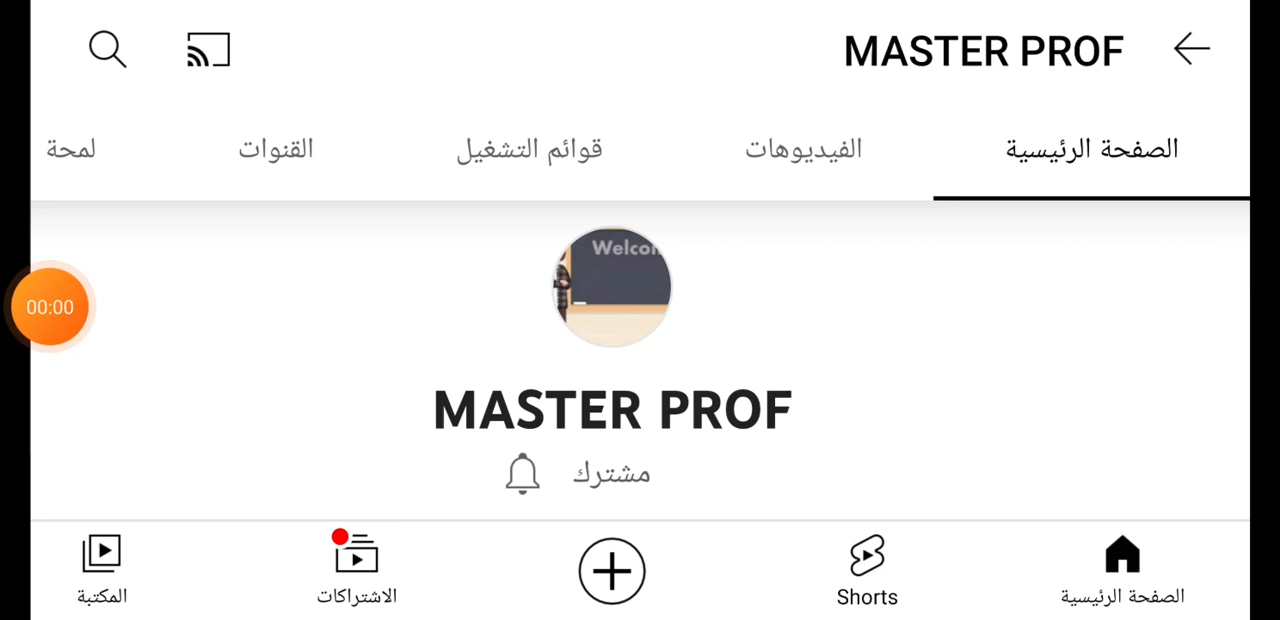 MASTER PROF
الصفحة الرئيسية
الفيديوهات
قوائم التشغيل
القنوات
لمحة
Welcom
00:00
MASTER PROF
مشترك
الصفحة الرئيسية
Shorts
الاشتراكات
المكتبة